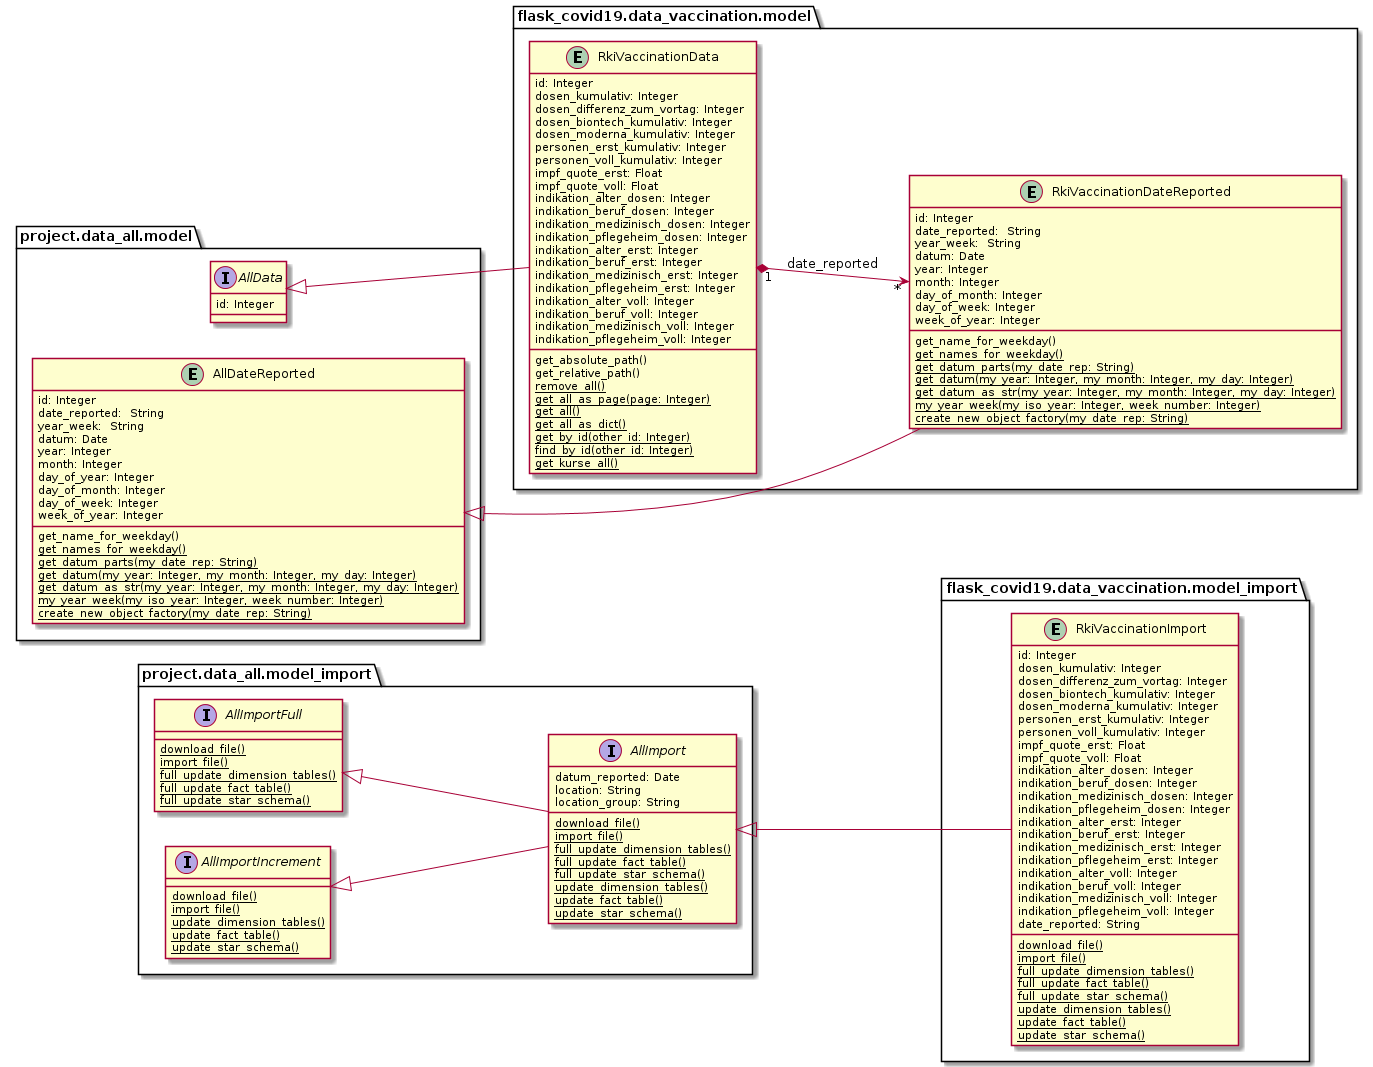 flask_covid19.data_vaccination.model
E RkiVaccinationData
id: Integer
dosen_kumulativ: Integer
dosen_differenz_zum_vortag: Integer
dosen_biontech_kumulativ: Integer
dosen_moderna_kumulativ: Integer
personen_erst_kumulativ: Integer
personen_voll_kumulativ: Integer
impf_quote_erst: Float
impf_quote_voll: Float
indikation_alter_dosen: Integer
indikation_beruf_dosen: Integer
indikation_medizinisch_dosen: Integer
indikation_pflegeheim_dosen: Integer
indikation_alter_erst: Integer
indikation_beruf_erst: Integer
indikation_medizinisch_erst: Integer
indikation_pflegeheim_erst: Integer
indikation_alter_voll: Integer
indikation_beruf_voll: Integer
indikation_medizinisch_voll: Integer
indikation_pflegeheim_voll: Integer
get_absolute_path()
get_relative_path()
remove_all()
get_all_as_page(page: Integer)
get_all()
get_all_as_dict()
get_by_id(other_id: Integer)
find_by_id(other_id: Integer)
get_kurse_all()
date_reported
1
*
E RkiVaccinationDateReported
id: Integer
date_reported: String
year_week: String
datum: Date
year: Integer
month: Integer
day_of_month: Integer
day_of_week: Integer
week_of_year: Integer
get_name_for_weekday()
get_names_for_weekday()
get_datum_parts(my_date_rep: String)
get_datum(my_year: Integer, my_month: Integer, my_day: Integer)
get_datum_as_str(my_year: Integer, my_month: Integer, my_day: Integer)
my_year_week(my_iso_year: Integer, week_number: Integer)
create_new_object_factory(my_date_rep: String)
project.data_all.model
I AllData
id: Integer
E AllDateReported
id: Integer
date_reported: String
year_week: String
datum: Date
year: Integer
month: Integer
day_of_year: Integer
day_of_month: Integer
day_of_week: Integer
week_of_year: Integer
get_name_for_weekday()
get_names_for_weekday()
get_datum_parts(my_date_rep: String)
get_datum(my_year: Integer, my_month: Integer, my_day: Integer)
get_datum_as_str(my_year: Integer, my_month: Integer, my_day: Integer)
my_year_week(my_iso_year: Integer, week_number: Integer)
create_new_object_factory(my_date_rep: String)
project.data_all.model_import
I AllImportFull
download_file()
import_file()
full_update_dimension_tables()
full_update_fact_table()
full_update_star_schema()
I AllImportIncrement
download_file()
import_file()
update_dimension_tables()
update_fact_table()
update_star_schema()
I AllImport
datum_reported: Date
location: String
location_group: String
download_file()
import_file()
full_update_dimension_tables()
full_update_fact_table()
full_update_star_schema()
update_dimension_tables()
update_fact_table()
update_star_schema()
flask_covid19.data_vaccination.model_import
E RkiVaccinationImport
id: Integer
dosen_kumulativ: Integer
dosen_differenz_zum_vortag: Integer
dosen_biontech_kumulativ: Integer
dosen_moderna_kumulativ: Integer
personen_erst_kumulativ: Integer
personen_voll_kumulativ: Integer
impf_quote_erst: Float
impf_quote_voll: Float
indikation_alter_dosen: Integer
indikation_beruf_dosen: Integer
indikation_medizinisch_dosen: Integer
indikation_pflegeheim_dosen: Integer
indikation_alter_erst: Integer
indikation_beruf_erst: Integer
indikation_medizinisch_erst: Integer
indikation_pflegeheim_erst: Integer
indikation_alter_voll: Integer
indikation_beruf_voll: Integer
indikation_medizinisch_voll: Integer
indikation_pflegeheim_voll: Integer
date_reported: String
download_file()
import_file()
full_update_dimension_tables()
full_update_fact_table()
full_update_star_schema()
update_dimension_tables()
update_fact_table()
update_star_schema()